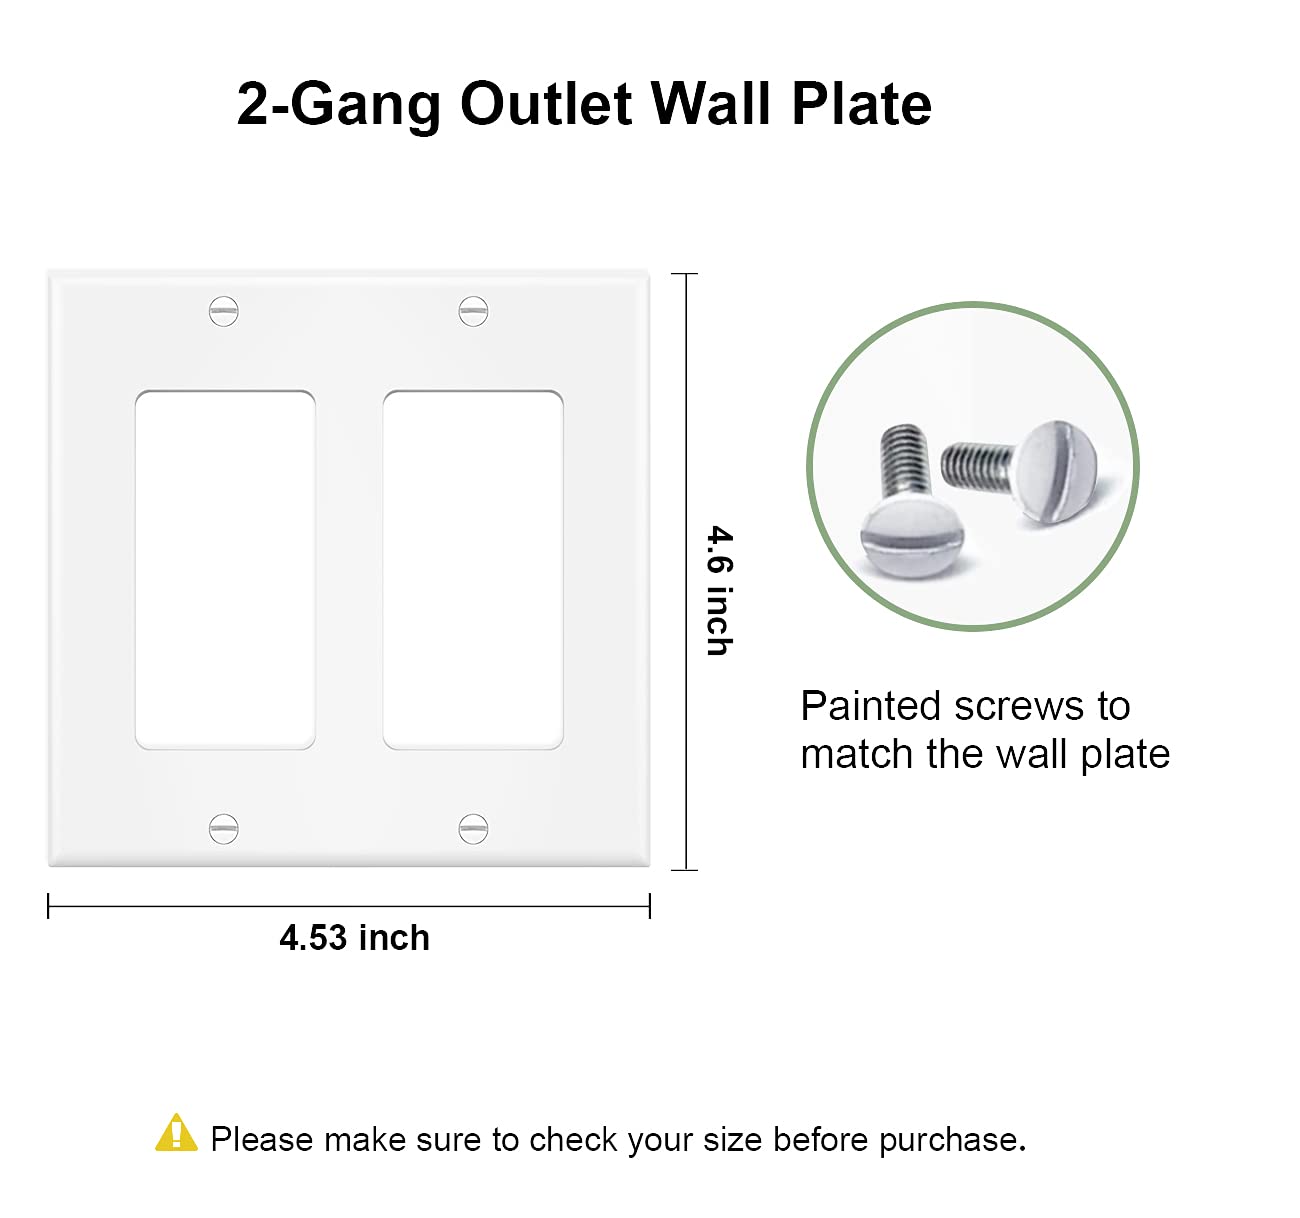 2-Gang Outlet Wall Plate
4.6 inch
Painted screws to
match the wall plate
4.53 inch
Please make sure to check your size before purchase.